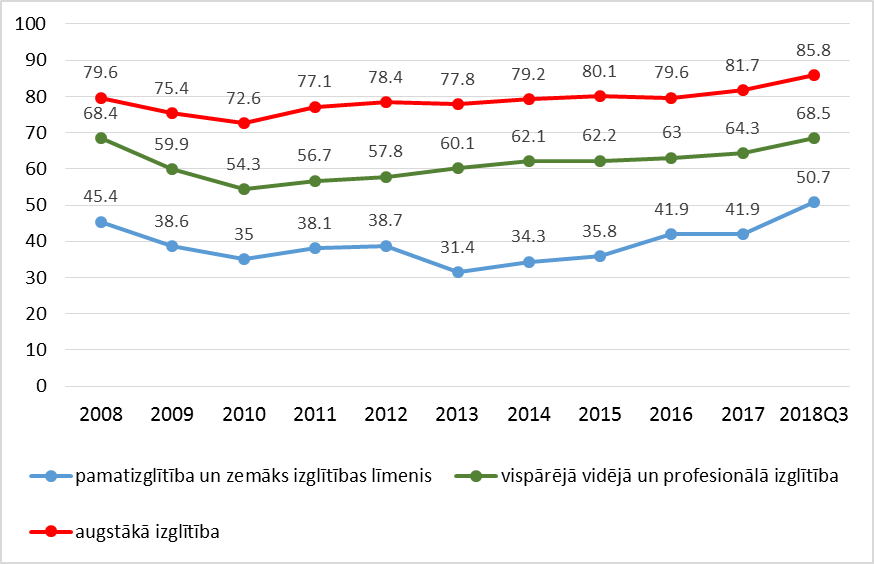 100
90
80
70
60
50
40
30
20
10
0
79.6 75.4 72.6 77.1 78.4 77.8 79.2 80.1 79.6 81.7 85.8
68.4 59.9 54.3 56.7 57.8 60.1 62.1 62.2 63 64.3 68.5
45.4 38.6 35 38.1 38.7 31.4 34.3 35.8 41.9 41.9 50.7
2008 2009 2010 2011 2012 2013 2014 2015 2016 2017 2018Q3
pamatizglītība un zemāks izglītības līmenis vispārējā vidējā un profesionālā izglītība
augstākā izglītība